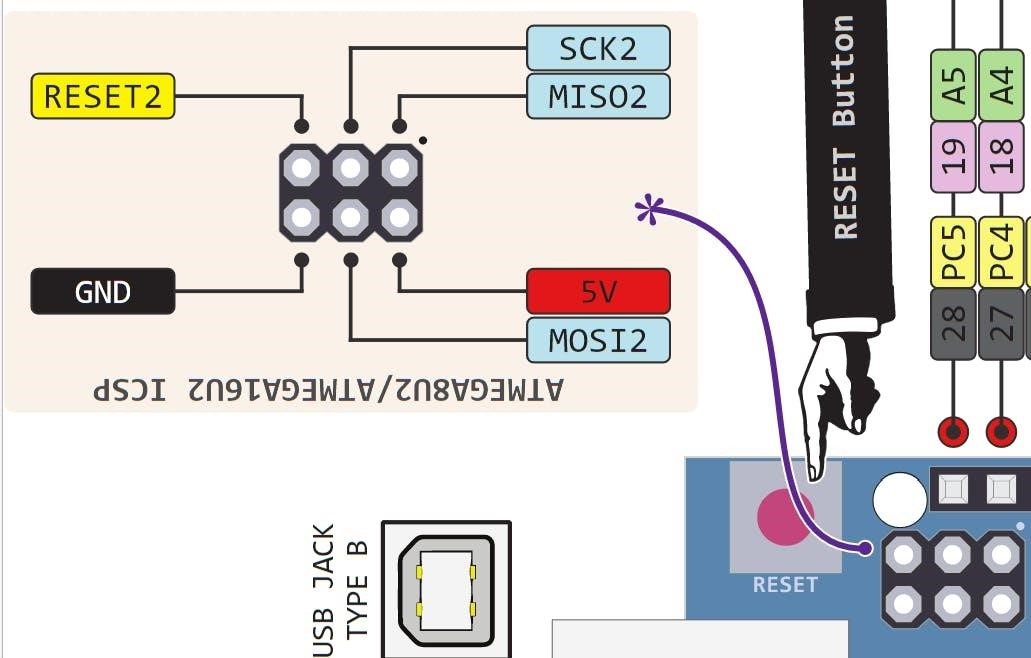 SCK2
RESET2
MISO2
GND
5V
MOSI2
ATMEGA8U2/ATMEGA16U2 ICSP
RESET Button
A5
A4
19
18
PC5
PC4
28
27
RESET
USB JACK
TYPE B